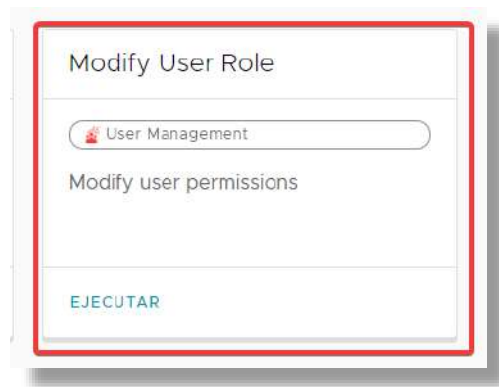 Modify User Role
User Management
Modify user permissions
EJECUTAR